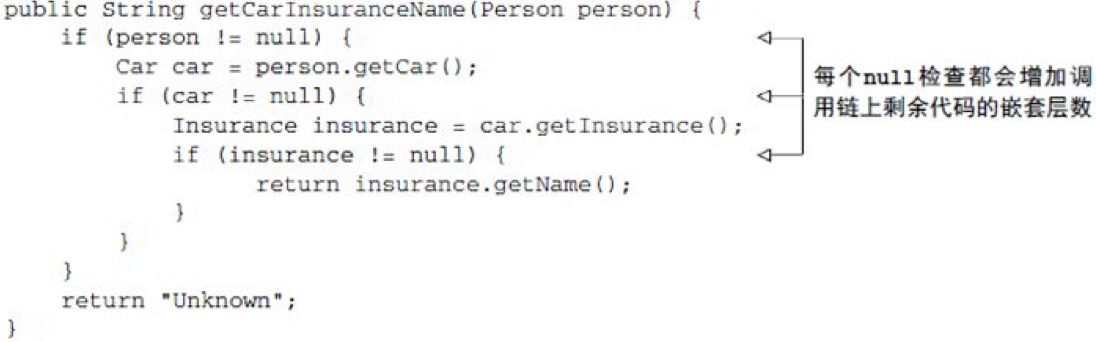 public String getCarInsuranceName(Person person) {
    if (person != null) {
        Car car = person.getCar();
        if (car != null) {
            Insurance insurance = car.getInsurance();
            if (insurance != null) {
                return insurance.getName();
            }
        }
    }
    return "Unknown";
}
每个null检查都会增加调
用链上剩余代码的嵌套层数